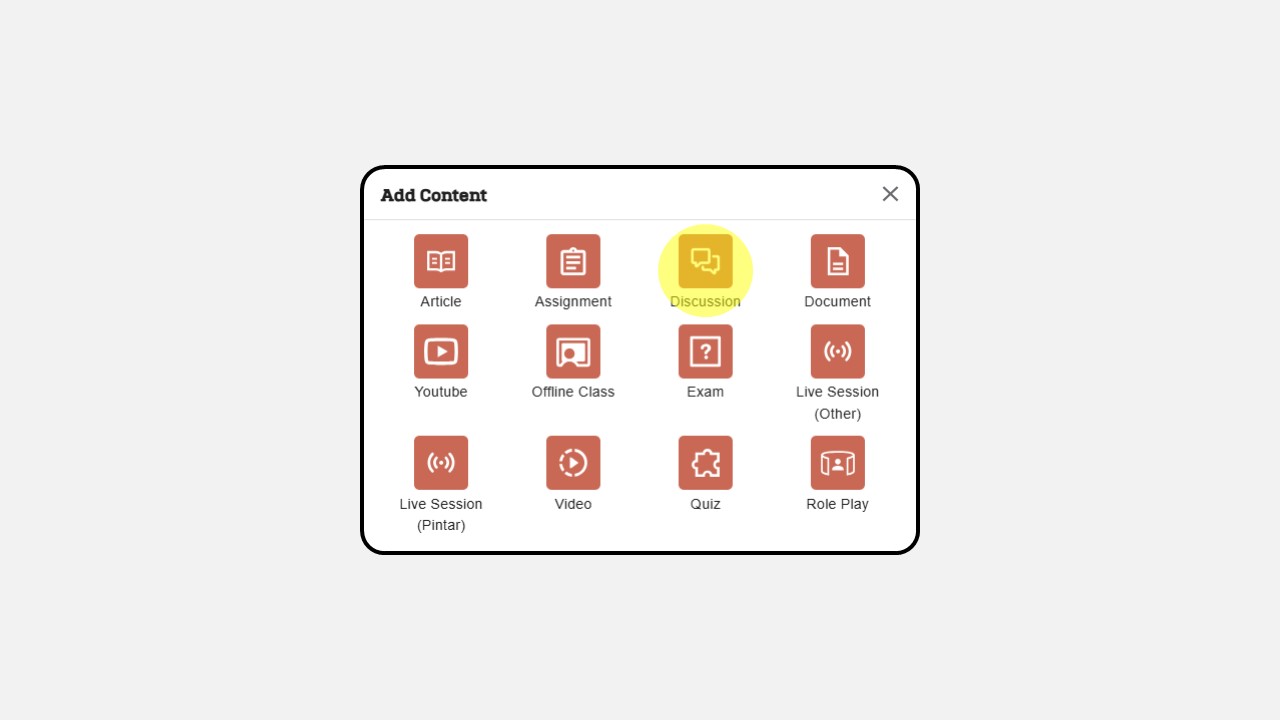 Add Content
Article
Assignment
Discussion
Document
Youtube
Offline Class
Exam
Live Session
(Other)
Live Session
(Pintar)
Video
Quiz
Role Play